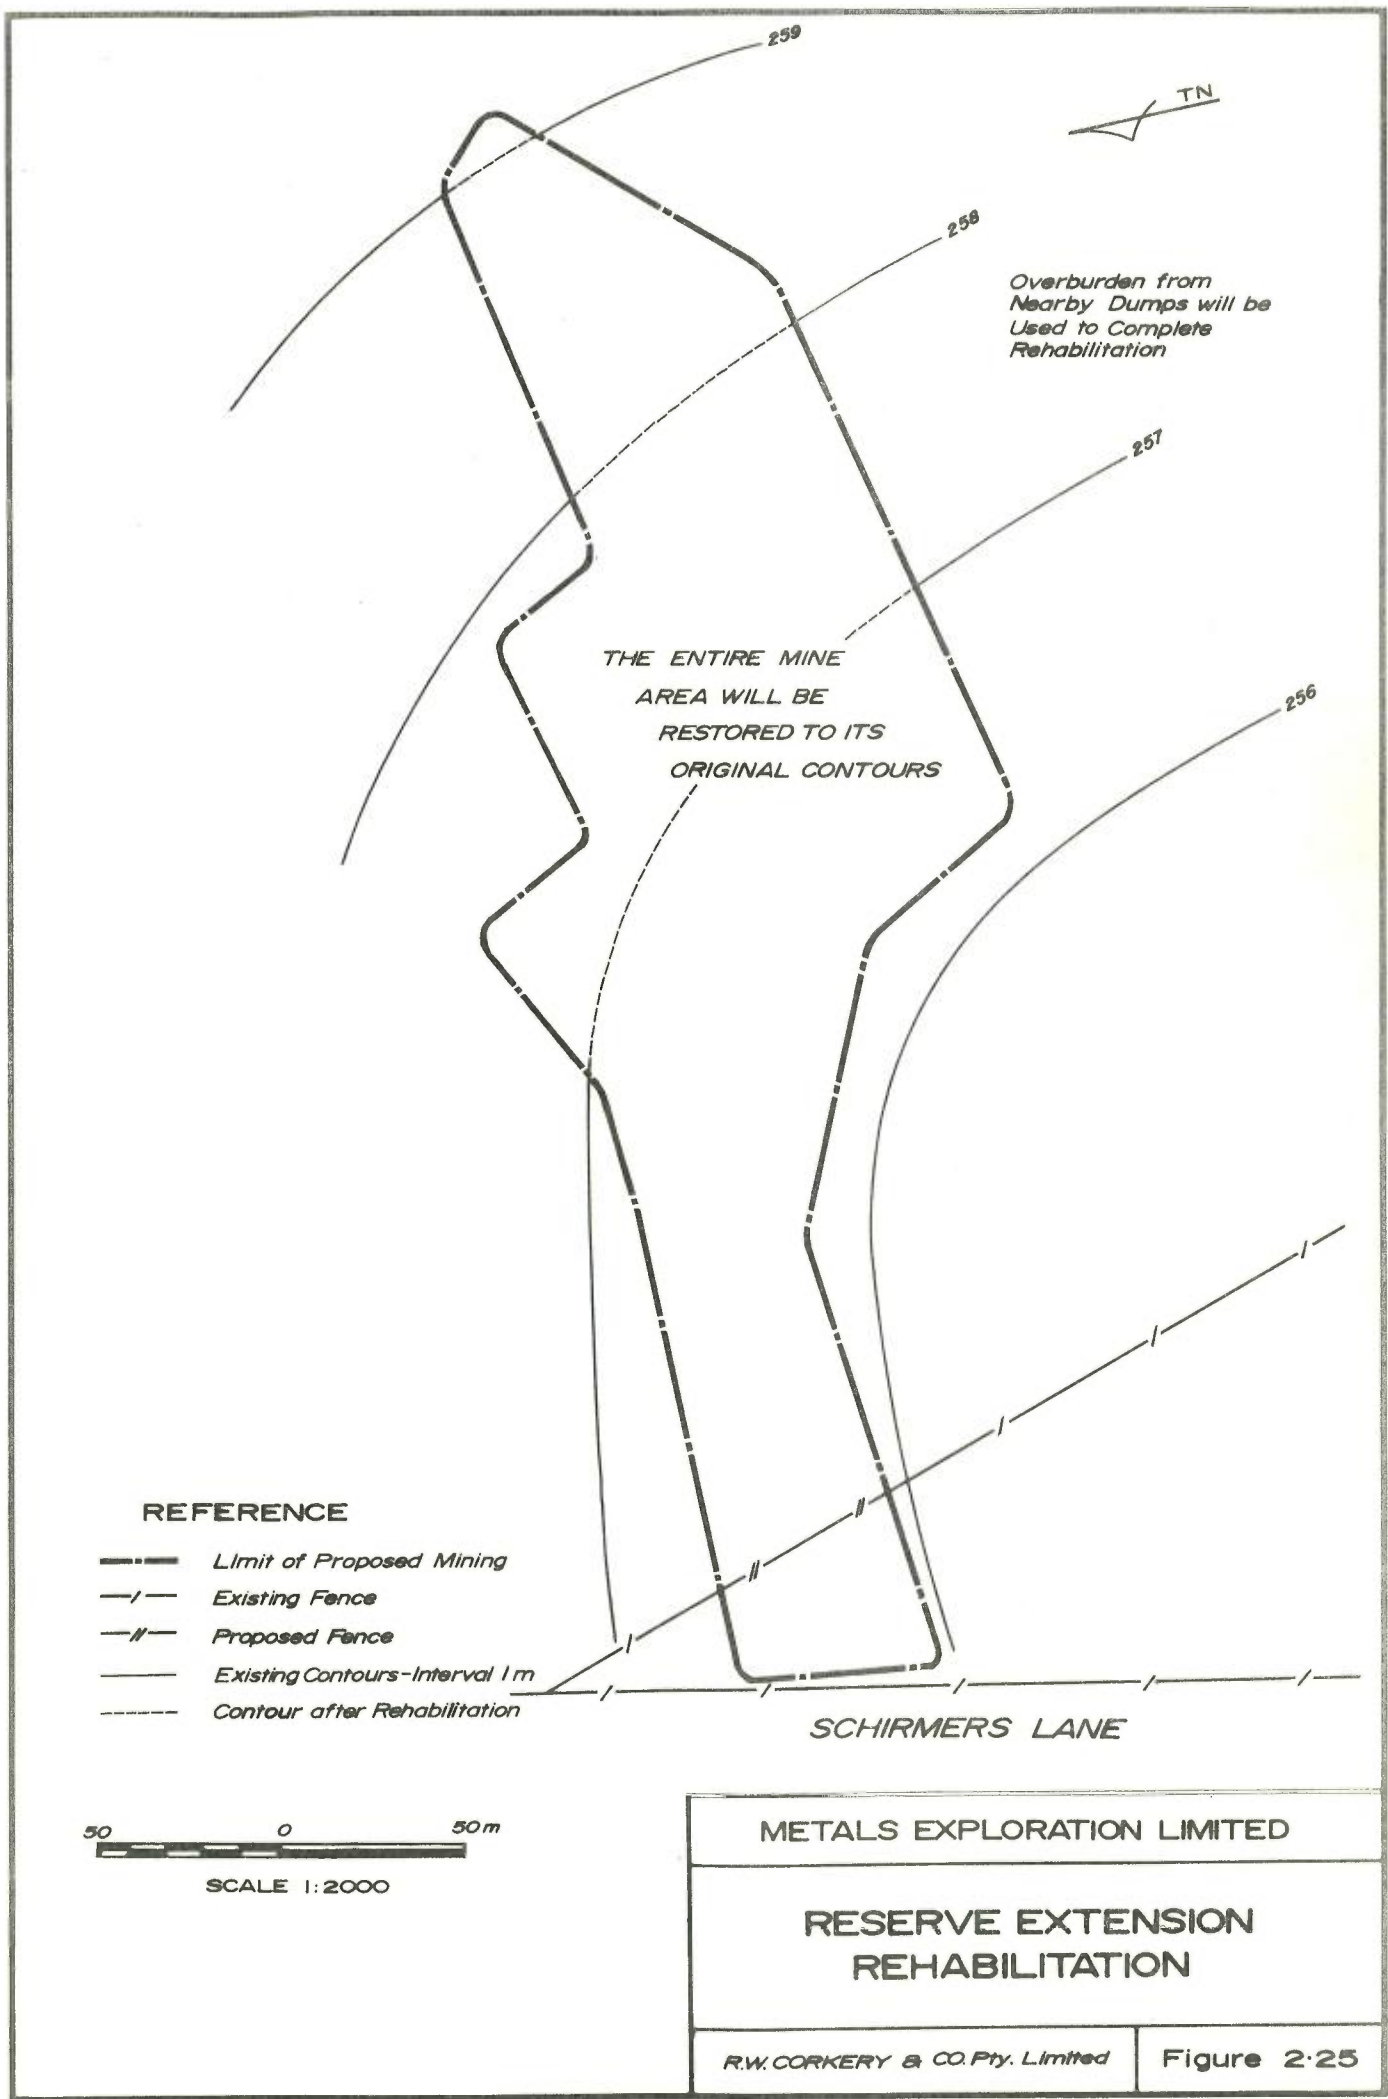 259
TN
258
Overburden from
Nearby Dumps will be
Used to Complete
Rehabilitation
257
THE ENTIRE MINE
AREA WILL BE
RESTORED TO ITS
ORIGINAL CONTOURS
256
REFERENCE
Limit of Proposed Mining
Existing Fence
Proposed Fence
Existing Contours-Interval 1m
Contour after Rehabilitation
SCHIRMERS LANE
50 0 50m
SCALE 1:2000
METALS EXPLORATION LIMITED
RESERVE EXTENSION
REHABILITATION
R.W. CORKERY & CO. Pty. Limited
Figure 2·25